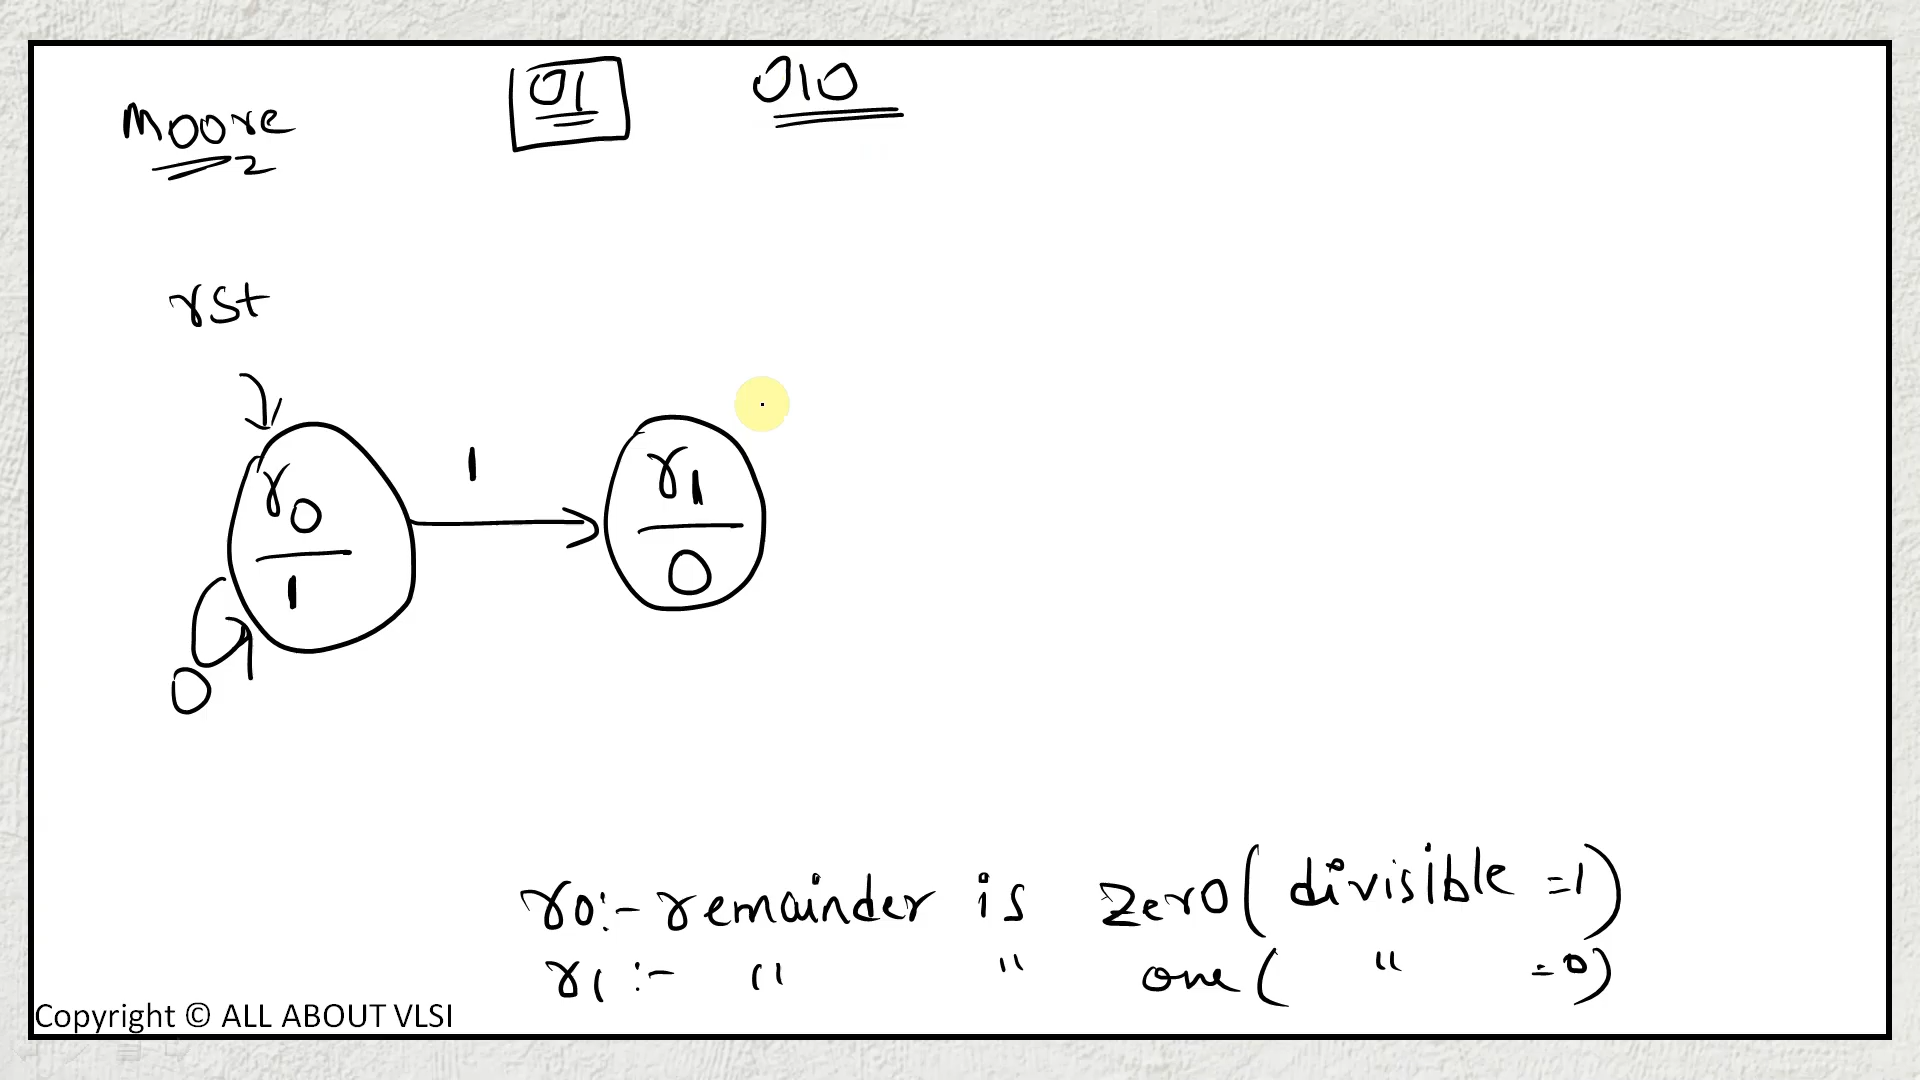 Moore
01
010
rst
1
r0
1
r1
0
0
r0:- remainder is zero( divisible =1)
r1 :- " " one( " =0)
Copyright © ALL ABOUT VLSI